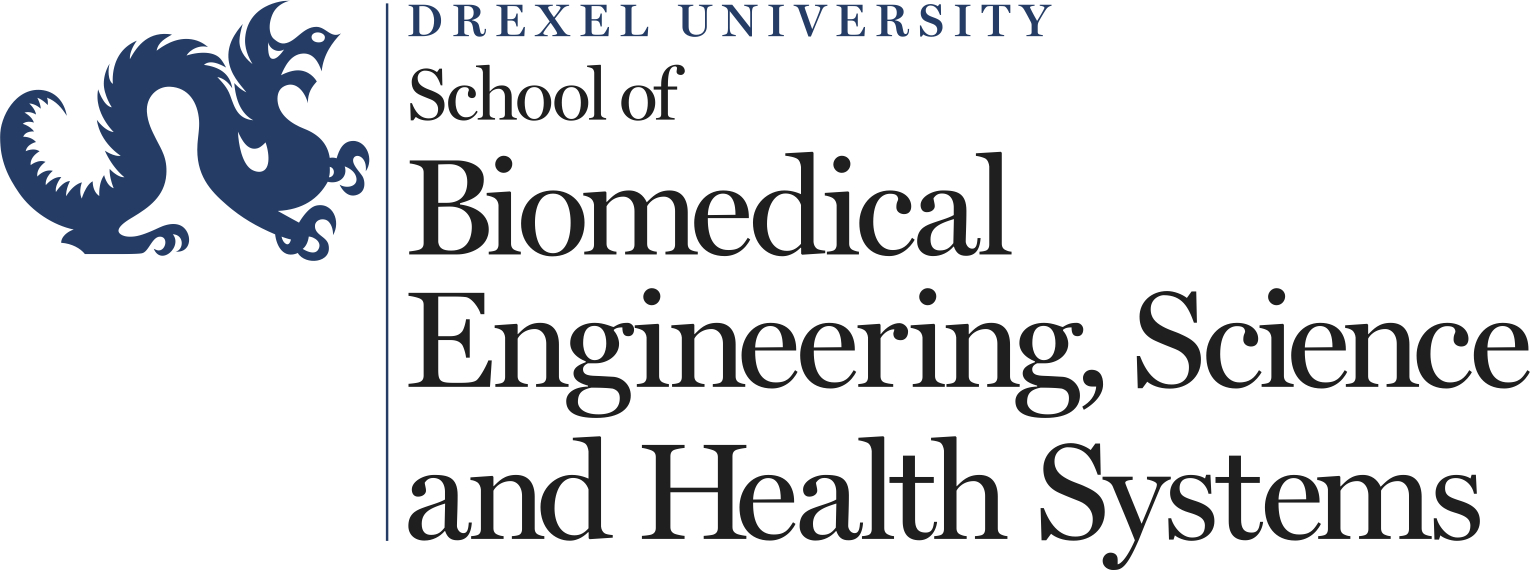 DREXEL UNIVERSITY
School of
Biomedical
Engineering, Science
and Health Systems